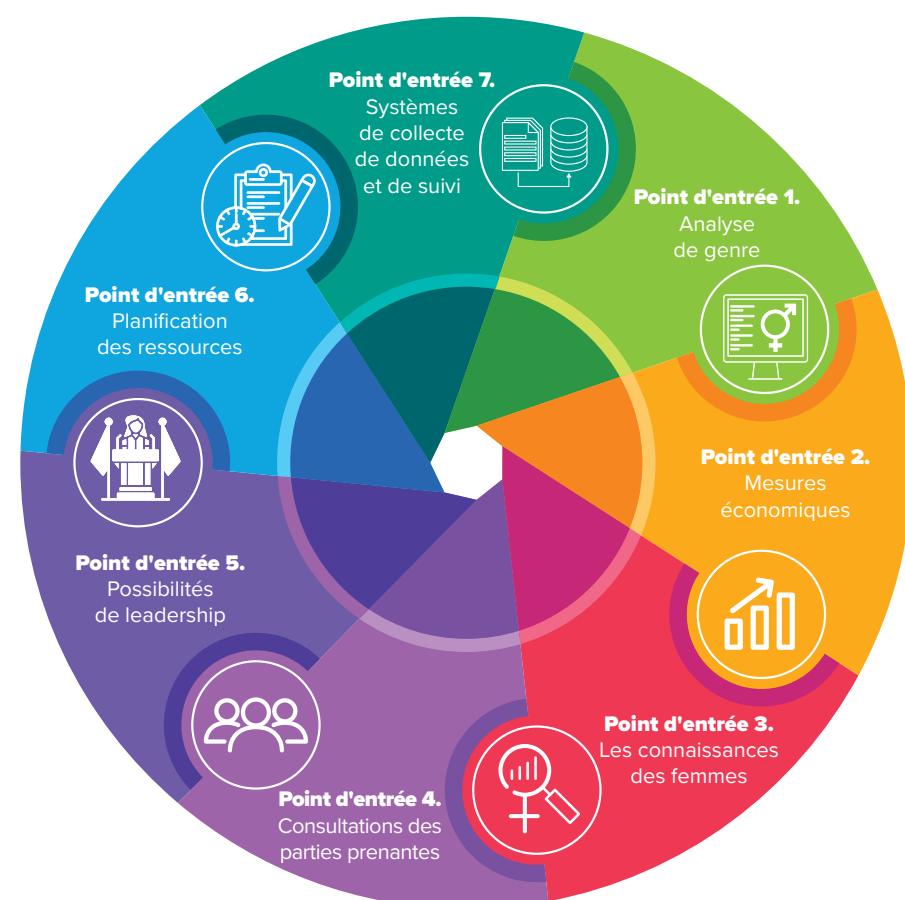 Point d'entrée 7.
Systèmes
de collecte
de données
et de suivi
Point d'entrée 1.
Analyse
de genre
Point d'entrée 6.
Planification
des ressources
Point d'entrée 2.
Mesures
économiques
Point d'entrée 5.
Possibilités
de leadership
Point d'entrée 3.
Les connaissances
des femmes
Point d'entrée 4.
Consultations des
parties prenantes